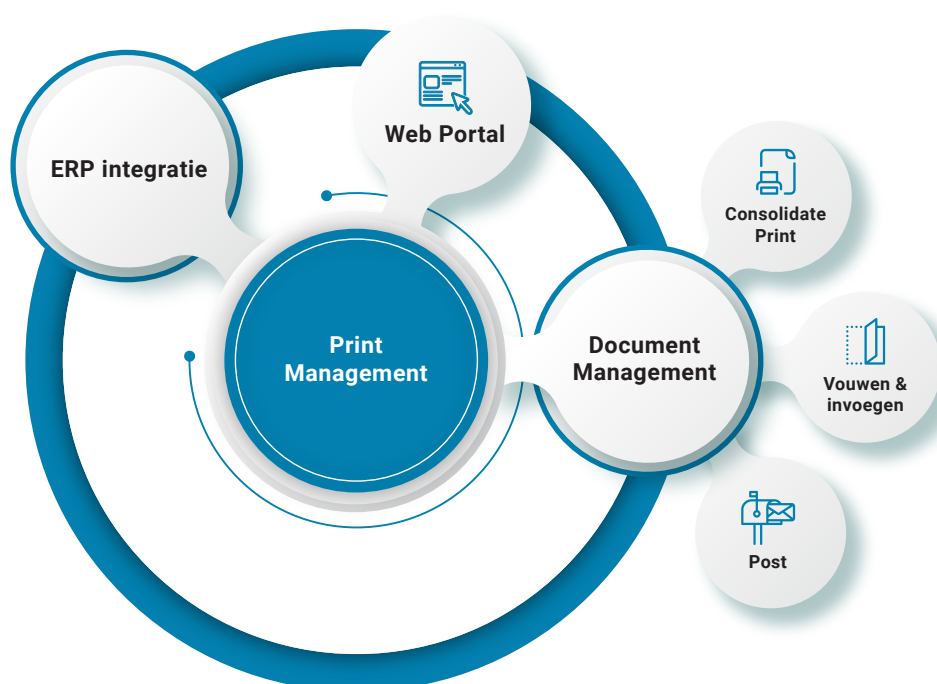 ERP integratie
Web Portal
Print
Management
Document
Management
Consolidate
Print
Vouwen &
invoegen
Post